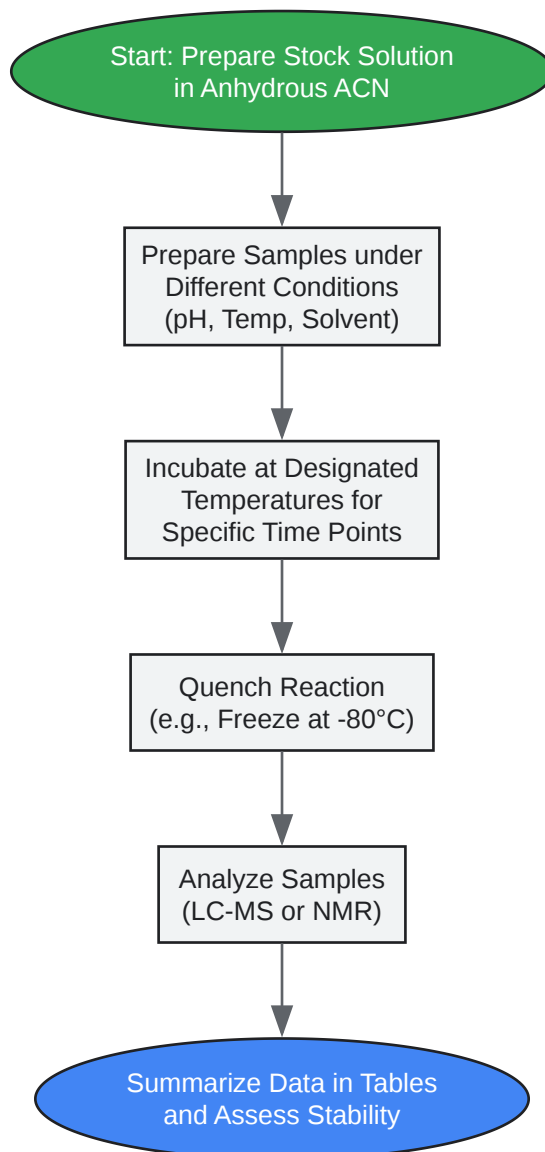 Start: Prepare Stock Solution
in Anhydrous ACN
Prepare Samples under
Different Conditions
(pH, Temp, Solvent)
Incubate at Designated
Temperatures for
Specific Time Points
Quench Reaction
(e.g., Freeze at -80°C)
Analyze Samples
(LC-MS or NMR)
Summarize Data in Tables
and Assess Stability